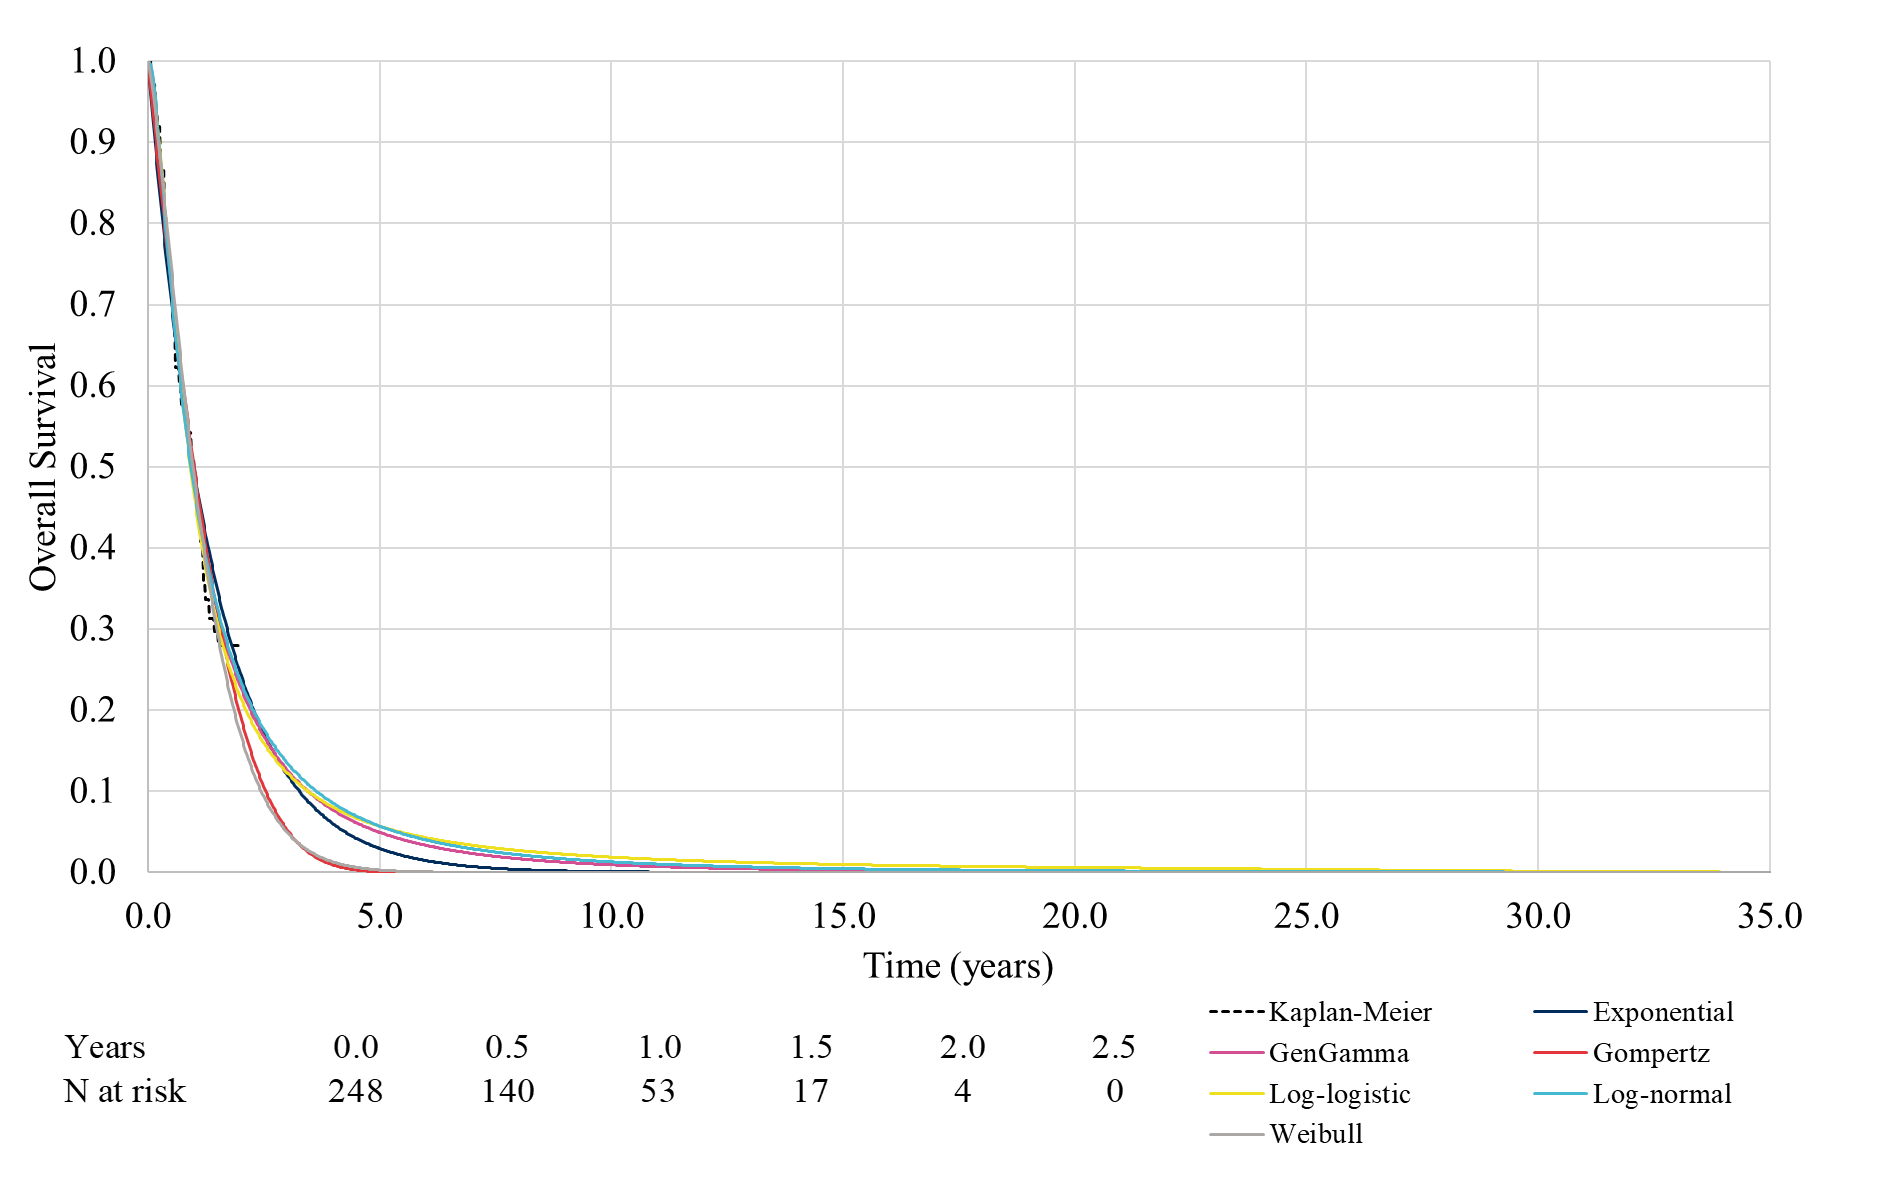 1.0
0.9
0.8
0.7
0.6
0.5
0.4
0.3
0.2
0.1
0.0
Overall Survival
0.0 5.0 10.0 15.0 20.0 25.0 30.0 35.0
Time (years)
Years 0.0 0.5 1.0 1.5 2.0 2.5
N at risk 248 140 53 17 4 0
Kaplan-Meier Exponential
GenGamma Gompertz
Log-logistic Log-normal
Weibull